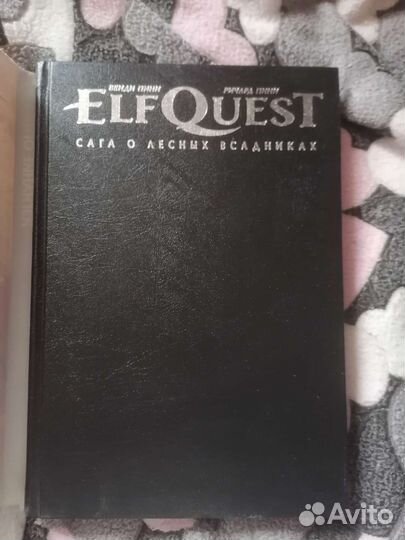 ВЕНДИ ПИНИ РИЧАРД ПИНИ
ELFQUEST
САГА О ЛЕСНЫХ ВСАДНИКАХ
Avito